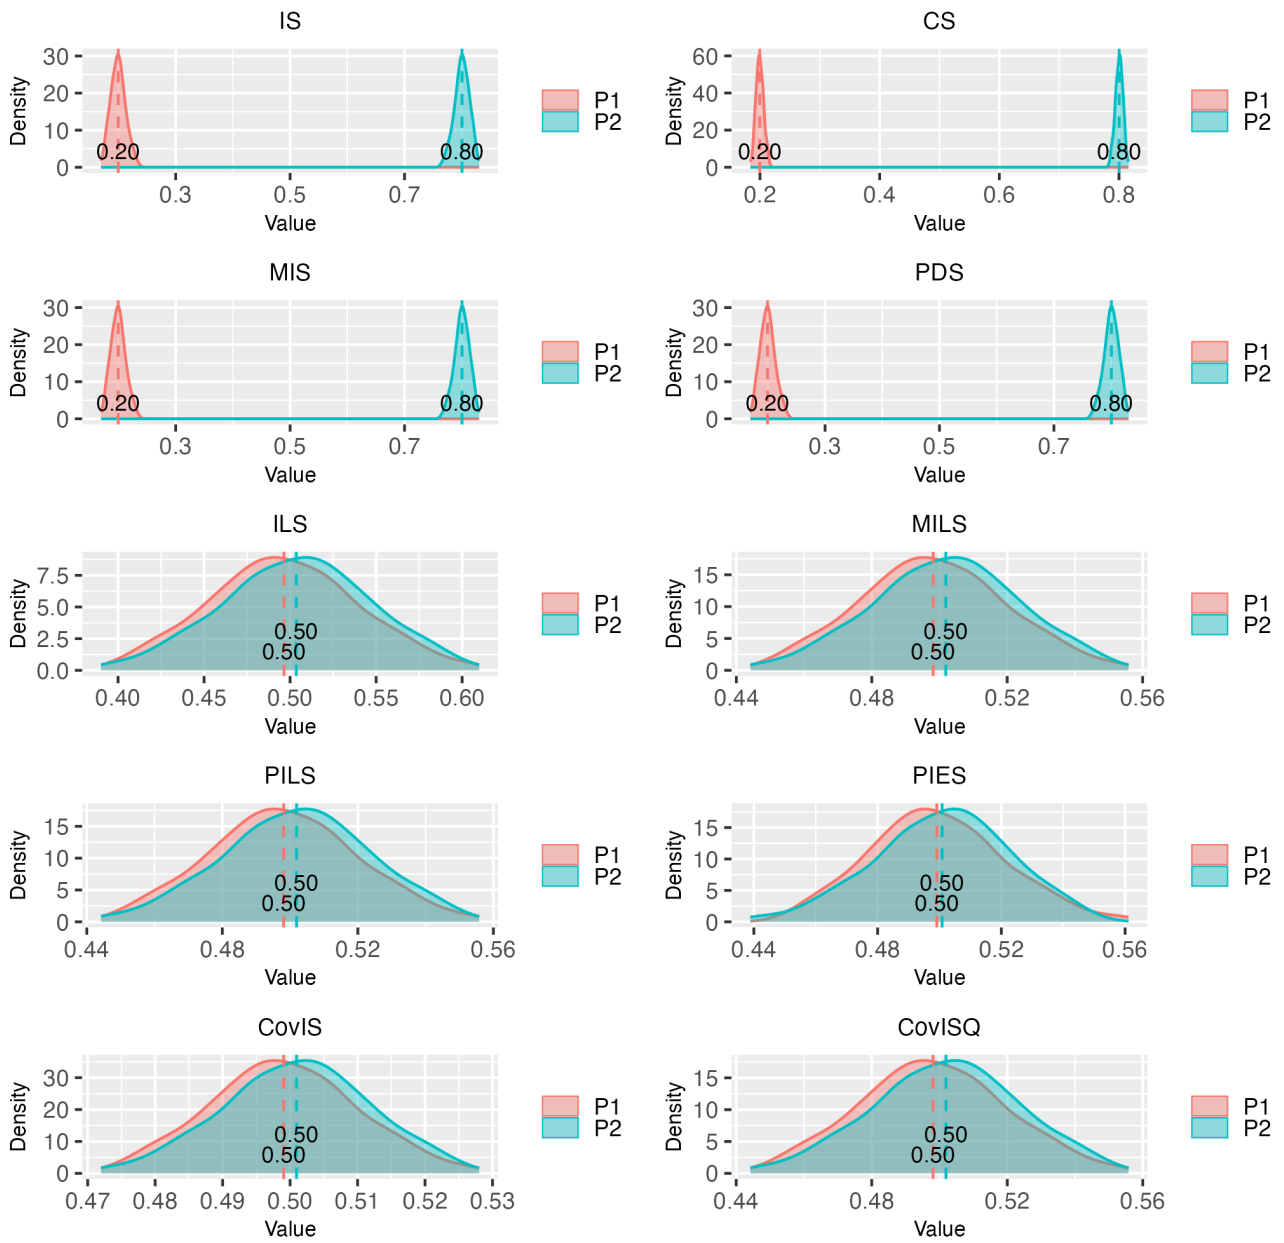 IS
Density
30
20
10
0
0.20
0.80
0.3
0.5
0.7
Value
P1
P2
CS
Density
60
40
20
0
0.20
0.80
0.2
0.4
0.6
0.8
Value
P1
P2
MIS
Density
30
20
10
0
0.20
0.80
0.3
0.5
0.7
Value
P1
P2
PDS
Density
30
20
10
0
0.20
0.80
0.3
0.5
0.7
Value
P1
P2
ILS
Density
7.5
5.0
2.5
0.0
0.50
0.50
0.40
0.45
0.50
0.55
0.60
Value
P1
P2
MILS
Density
15
10
5
0
0.50
0.50
0.44
0.48
0.52
0.56
Value
P1
P2
PILS
Density
15
10
5
0
0.50
0.50
0.44
0.48
0.52
0.56
Value
P1
P2
PIES
Density
15
10
5
0
0.50
0.50
0.44
0.48
0.52
0.56
Value
P1
P2
CovIS
Density
30
20
10
0
0.50
0.50
0.47
0.48
0.49
0.50
0.51
0.52
0.53
Value
P1
P2
CovISQ
Density
15
10
5
0
0.50
0.50
0.44
0.48
0.52
0.56
Value
P1
P2